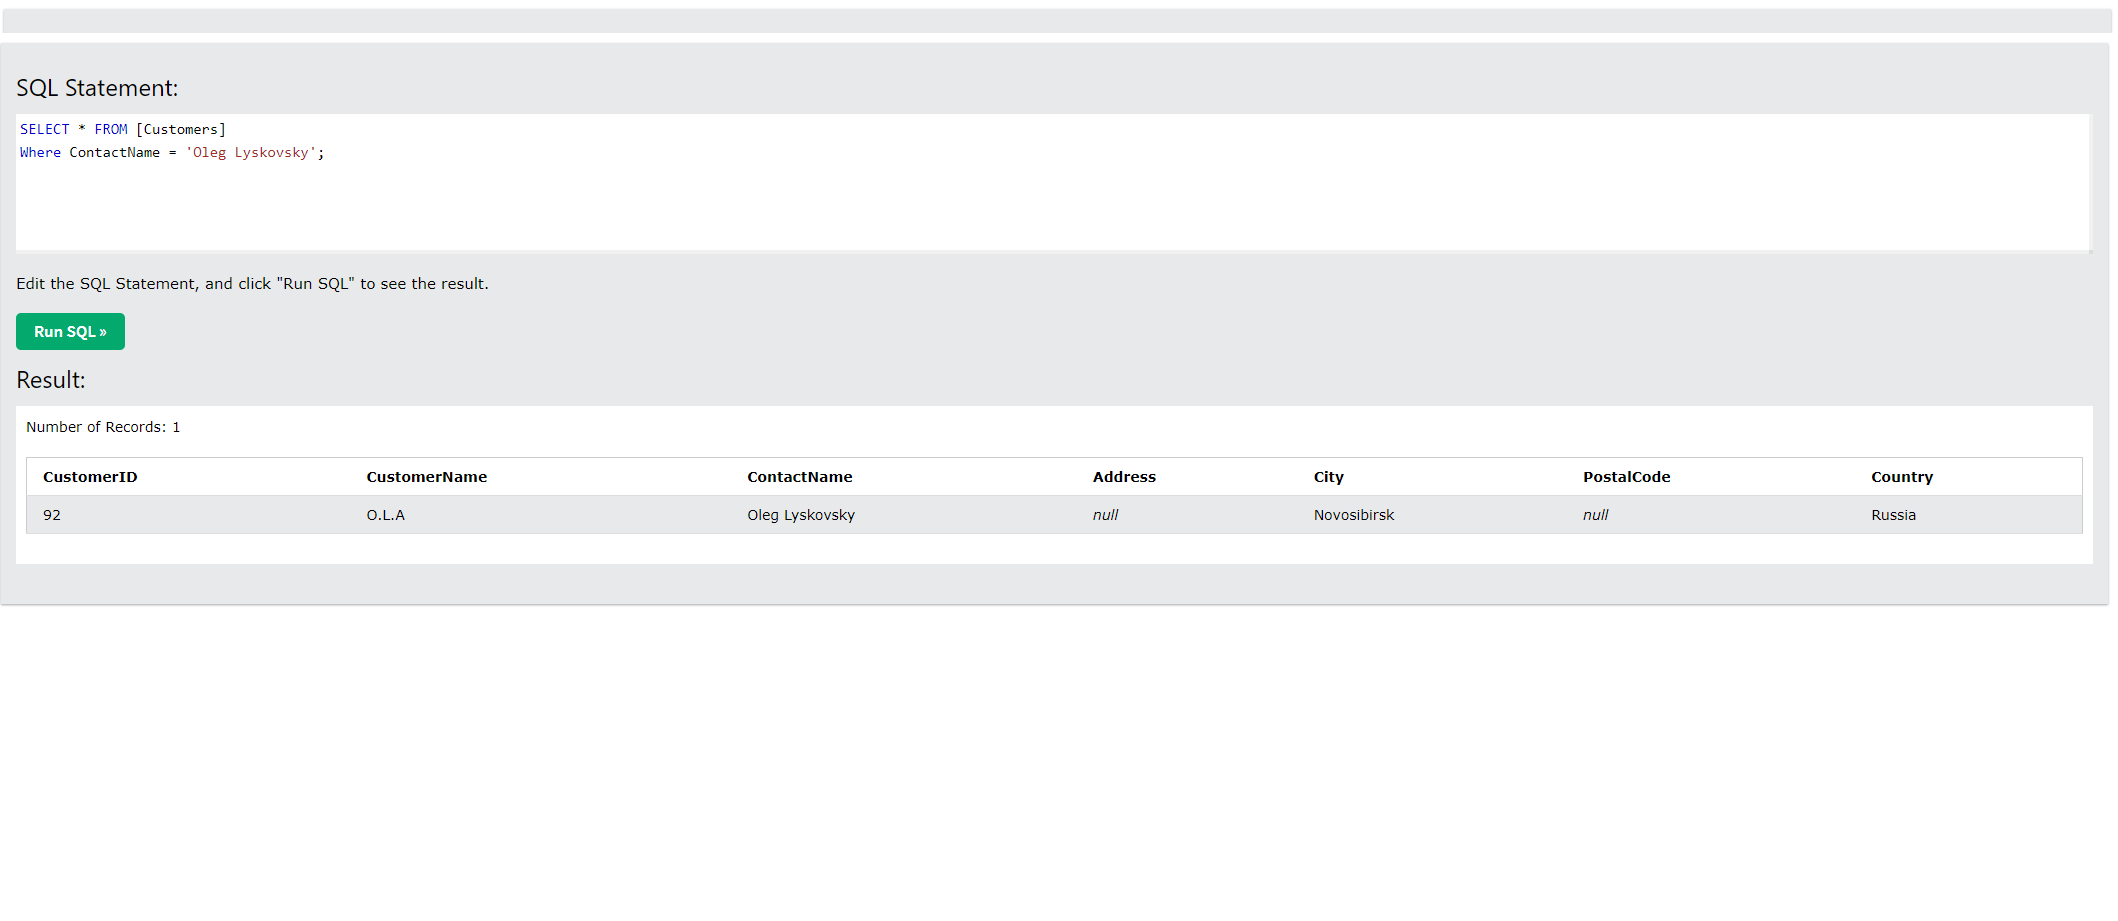 SQL Statement:
SELECT * FROM [Customers]
Where ContactName = 'Oleg Lyskovsky';
Edit the SQL Statement, and click "Run SQL" to see the result.
Run SQL »
Result:
Number of Records: 1
CustomerID CustomerName ContactName Address City PostalCode Country
92 O.L.A Oleg Lyskovsky null Novosibirsk null Russia